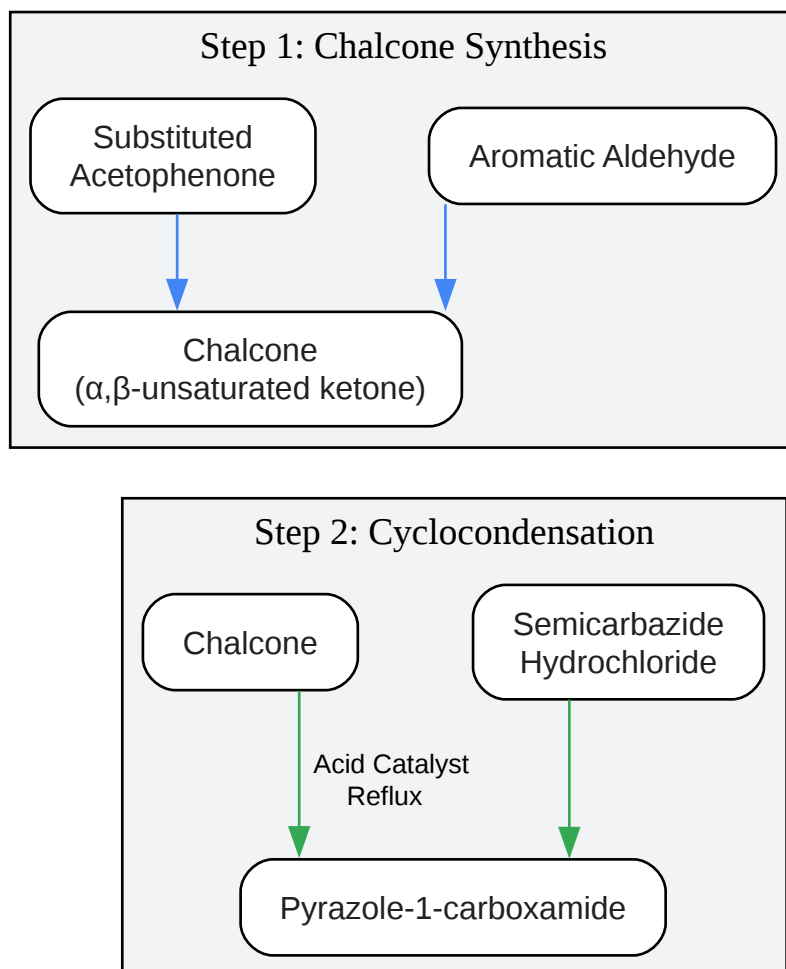 Step 1: Chalcone Synthesis
Substituted
Acetophenone
Aromatic Aldehyde
Chalcone
(α,β-unsaturated ketone)
Step 2: Cyclocondensation
Chalcone
Semicarbazide
Hydrochloride
Acid Catalyst
Reflux
Pyrazole-1-carboxamide